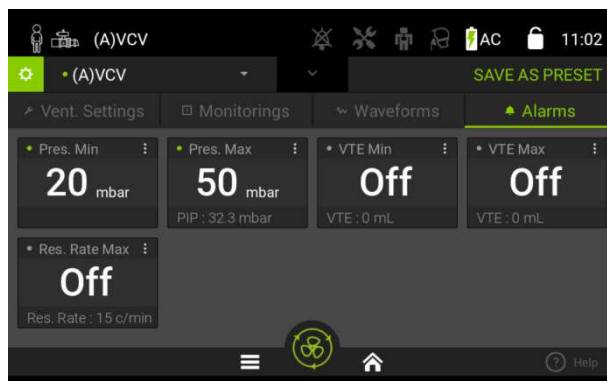 (A)VCV AC 11:02
(A)VCV SAVE AS PRESET
Vent. Settings Monitorings Waveforms Alarms
Pres. Min Pres. Max VTE Min VTE Max
20 mbar 50 mbar Off Off
PIP : 32.3 mbar VTE : 0 mL VTE : 0 mL
Res. Rate Max
Off
Res. Rate : 15 c/min
? Help